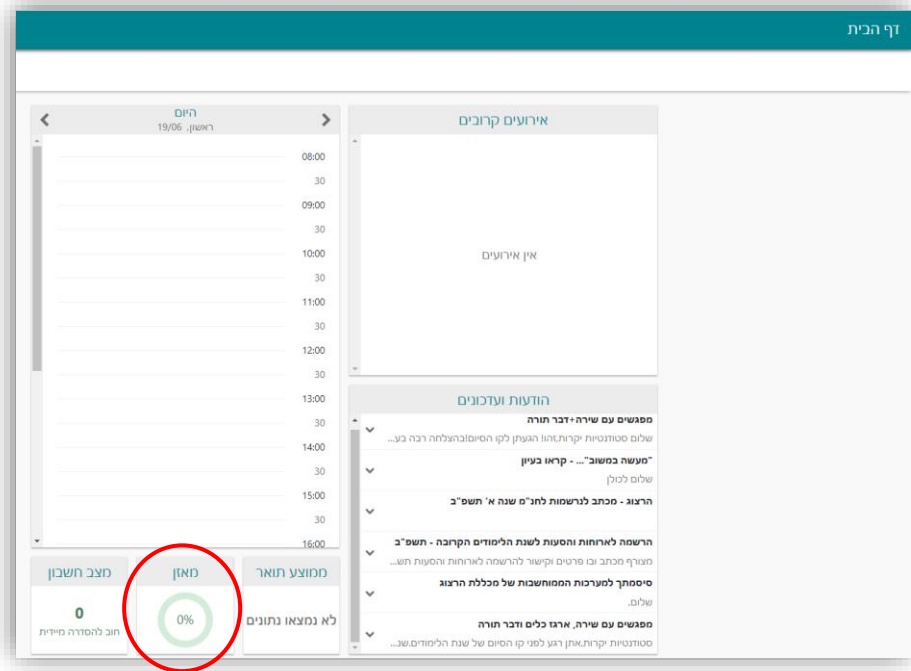 דף הבית
אירועים קרובים
אין אירועים
הודעות ועדכונים
מפגשים עם שירה+דבר תורה
שלום סטודנטיות יקרות,זהו! הגעתן לקו הסיום!בהצלחה רבה בע...
"מעשה במשוב"... - קראו בעיון
שלום לכולן
הרצוג - מכתב לנרשמות לחנ"מ שנה א' תשפ"ב
הרשמה לארוחות והסעות לשנת הלימודים הקרובה - תשפ"ב
מצורף מכתב ובו פרטים וקישור להרשמה לארוחות והסעות תש...
סיסמתך למערכות הממוחשבות של מכללת הרצוג
שלום,
מפגשים עם שירה, ארגז כלים ודבר תורה
סטודנטיות יקרות,אתן רגע לפני קו הסיום של שנת הלימודים.שנ...
היום
ראשון, 19/06
08:00
30
09:00
30
10:00
30
11:00
30
12:00
30
13:00
30
14:00
30
15:00
30
16:00
ממוצע תואר
לא נמצאו נתונים
מאזן
0%
מצב חשבון
0
חוב להסדרה מיידית